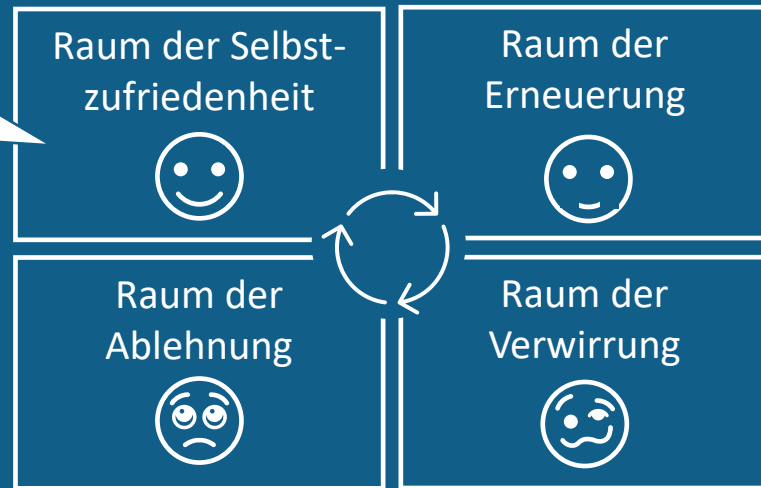 Raum der Selbst-
zufriedenheit
Raum der
Erneuerung
Raum der
Ablehnung
Raum der
Verwirrung